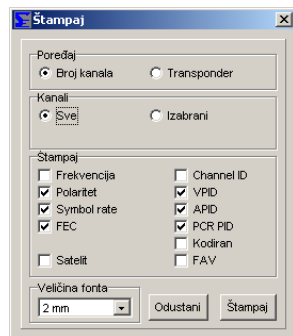 Štampaj
Poređaj
Broj kanala Transponder
Kanali
Sve Izabrani
Štampaj
Frekvencija Channel ID
Polaritet VPID
Symbol rate APID
FEC PCR PID
Kodiran
Satelit FAV
Veličina fonta
2 mm Odustani Štampaj